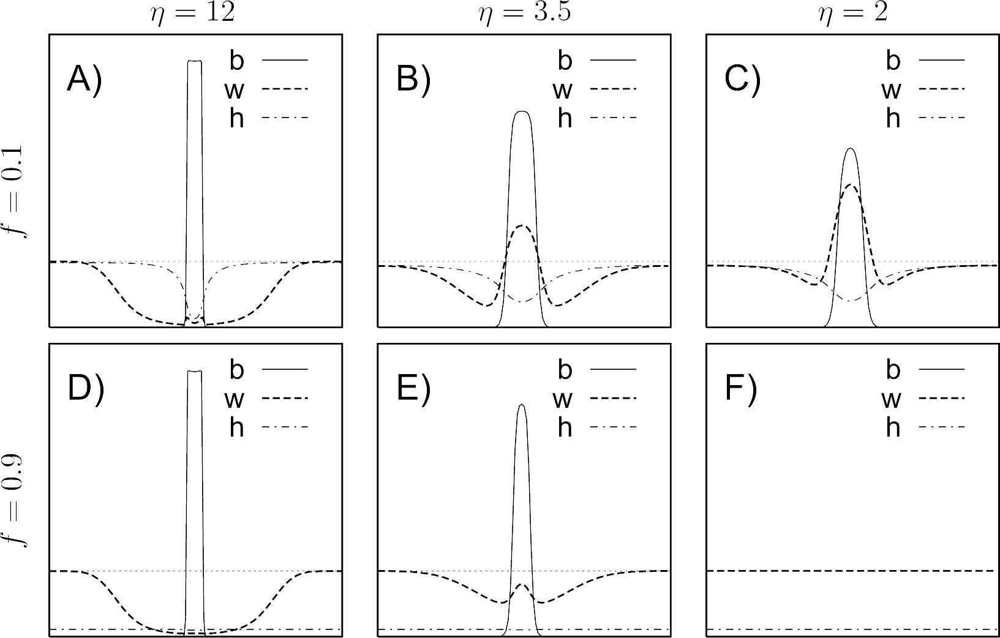 η = 12 η = 3.5 η = 2
f = 0.1
A) b
w
h
B) b
w
h
C) b
w
h
f = 0.9
D) b
w
h
E) b
w
h
F) b
w
h